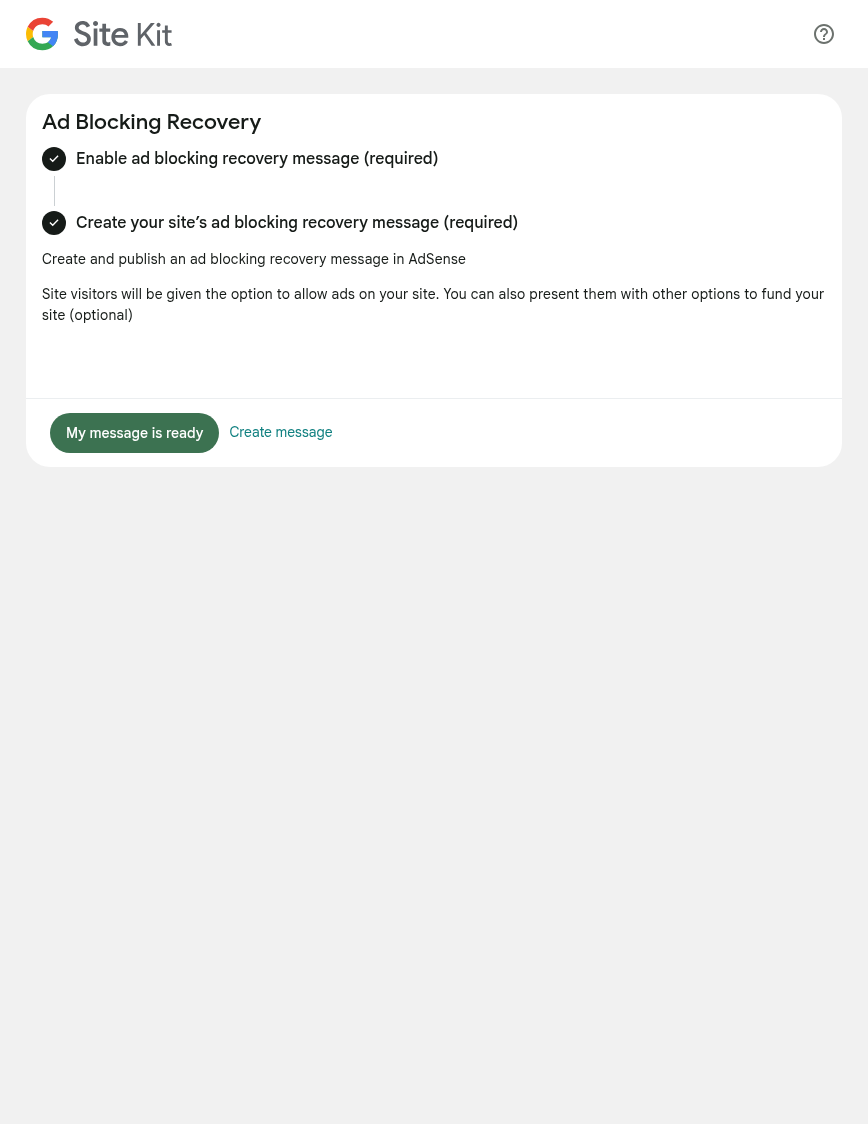 Site Kit
Ad Blocking Recovery
Enable ad blocking recovery message (required)
Create your site’s ad blocking recovery message (required)
Create and publish an ad blocking recovery message in AdSense
Site visitors will be given the option to allow ads on your site. You can also present them with other options to fund your
site (optional)
My message is ready
Create message